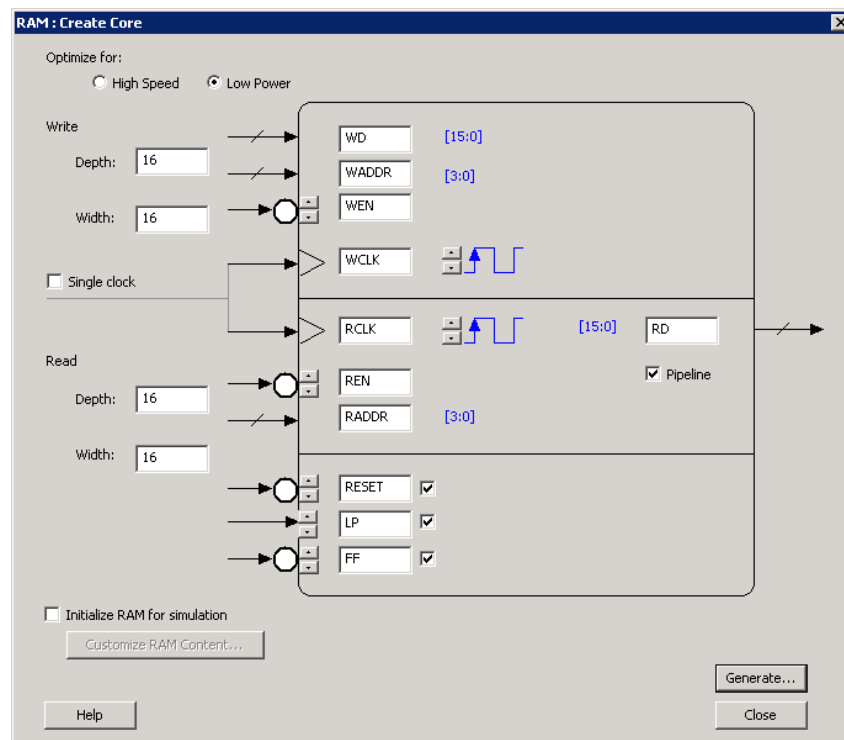 RAM : Create Core
Optimize for:
High Speed Low Power
Write
WD [15:0]
Depth: 16
WADDR [3:0]
WEN
Width: 16
WCLK
Single clock
RCLK [15:0] RD
Read
REN Pipeline
Depth: 16
RADDR [3:0]
Width: 16
RESET
LP
FF
Initialize RAM for simulation
Customize RAM Content...
Generate...
Help Close